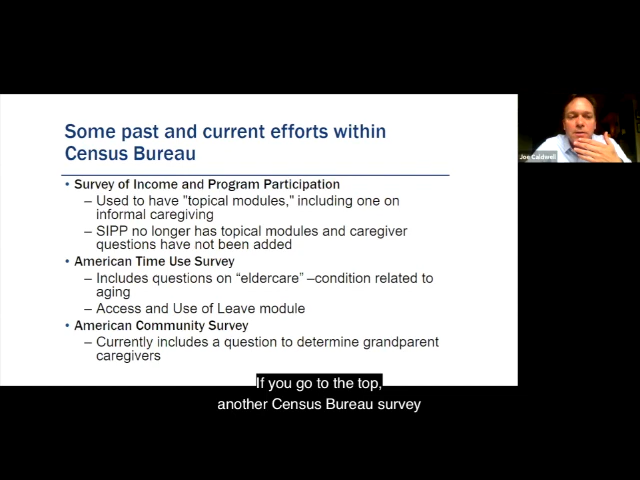 Some past and current efforts within
Census Bureau
• Survey of Income and Program Participation
– Used to have "topical modules," including one on
informal caregiving
– SIPP no longer has topical modules and caregiver
questions have not been added
• American Time Use Survey
– Includes questions on “eldercare” –condition related to
aging
– Access and Use of Leave module
• American Community Survey
– Currently includes a question to determine grandparent
caregivers
Joe Caldwell
If you go to the top,
another Census Bureau survey